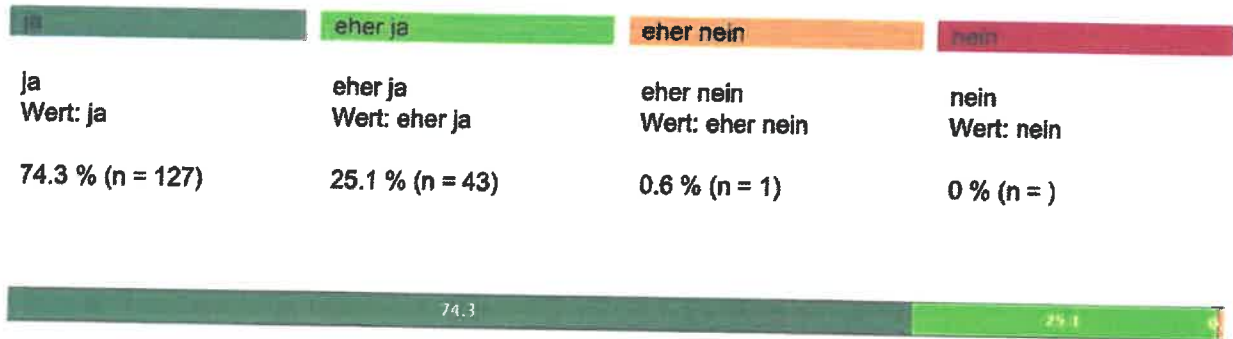 ja
eher ja
eher nein
nein
ja
Wert: ja
74.3 % (n = 127)
eher ja
Wert: eher ja
25.1 % (n = 43)
eher nein
Wert: eher nein
0.6 % (n = 1)
nein
Wert: nein
0 % (n = )
74.3
25.1